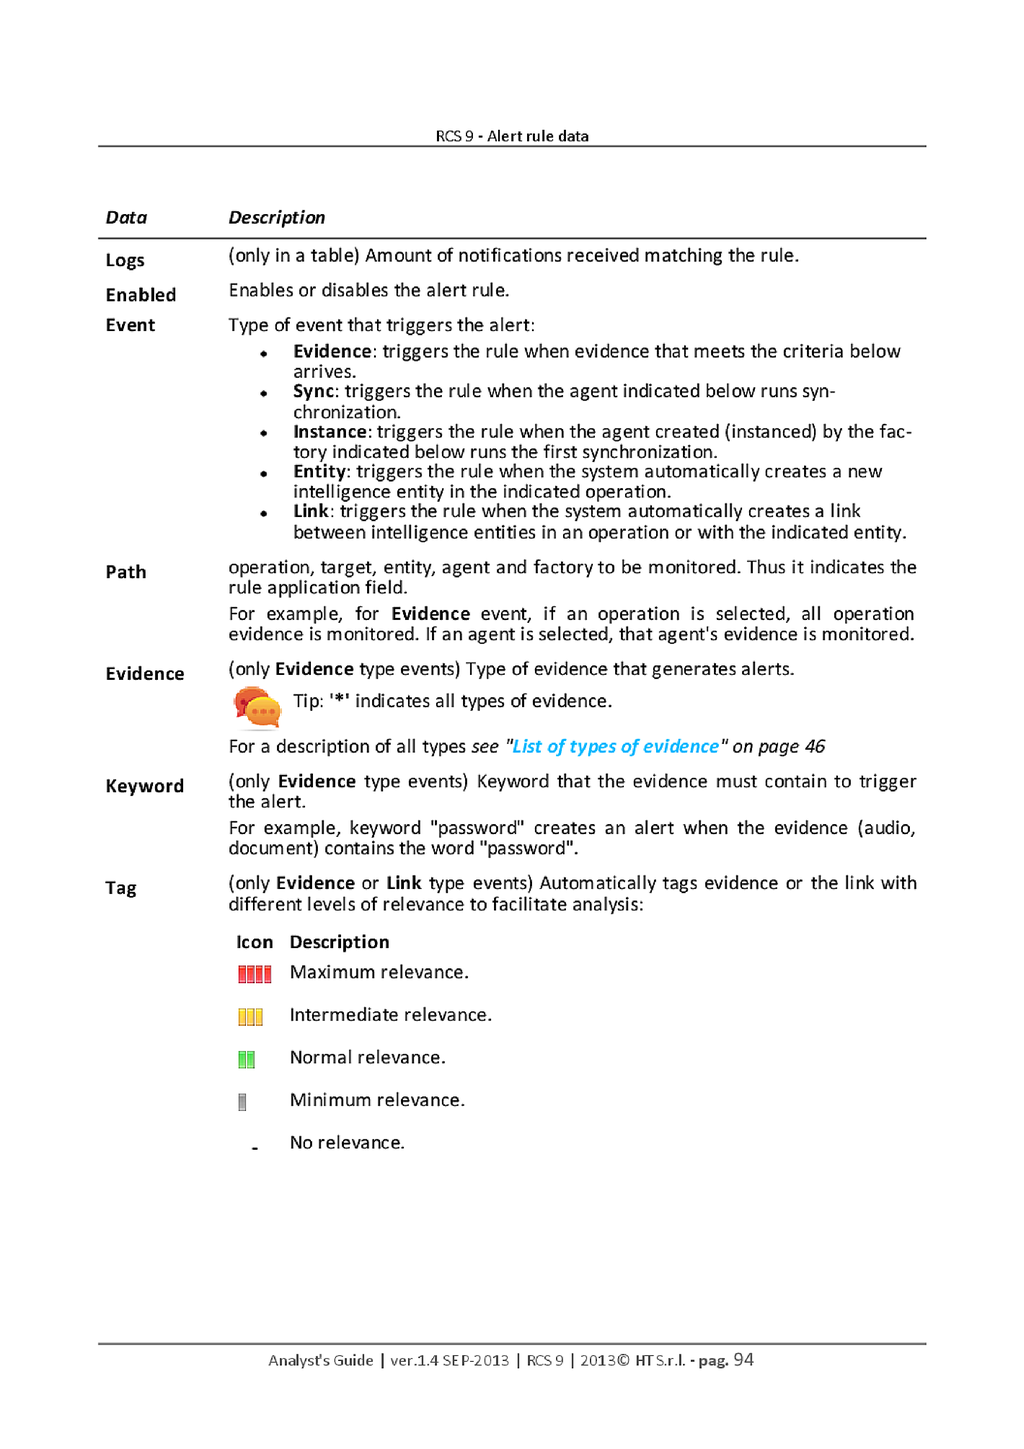 RCS 9 - Alert rule data
Data Description
Logs (only in a table) Amount of notifications received matching the rule.
Enabled Enables or disables the alert rule.
Event Type of event that triggers the alert:
• Evidence: triggers the rule when evidence that meets the criteria below
arrives.
• Sync: triggers the rule when the agent indicated below runs syn-
chronization.
• Instance: triggers the rule when the agent created (instanced) by the fac-
tory indicated below runs the first synchronization.
• Entity: triggers the rule when the system automatically creates a new
intelligence entity in the indicated operation.
• Link: triggers the rule when the system automatically creates a link
between intelligence entities in an operation or with the indicated entity.
Path operation, target, entity, agent and factory to be monitored. Thus it indicates the
rule application field.
For example, for Evidence event, if an operation is selected, all operation
evidence is monitored. If an agent is selected, that agent's evidence is monitored.
Evidence (only Evidence type events) Type of evidence that generates alerts.
Tip: '*' indicates all types of evidence.
For a description of all types see "List of types of evidence" on page 46
Keyword (only Evidence type events) Keyword that the evidence must contain to trigger
the alert.
For example, keyword "password" creates an alert when the evidence (audio,
document) contains the word "password".
Tag (only Evidence or Link type events) Automatically tags evidence or the link with
different levels of relevance to facilitate analysis:
Icon Description
Maximum relevance.
Intermediate relevance.
Normal relevance.
Minimum relevance.
- No relevance.
Analyst's Guide | ver.1.4 SEP-2013 | RCS 9 | 2013© HT S.r.l. - pag. 94